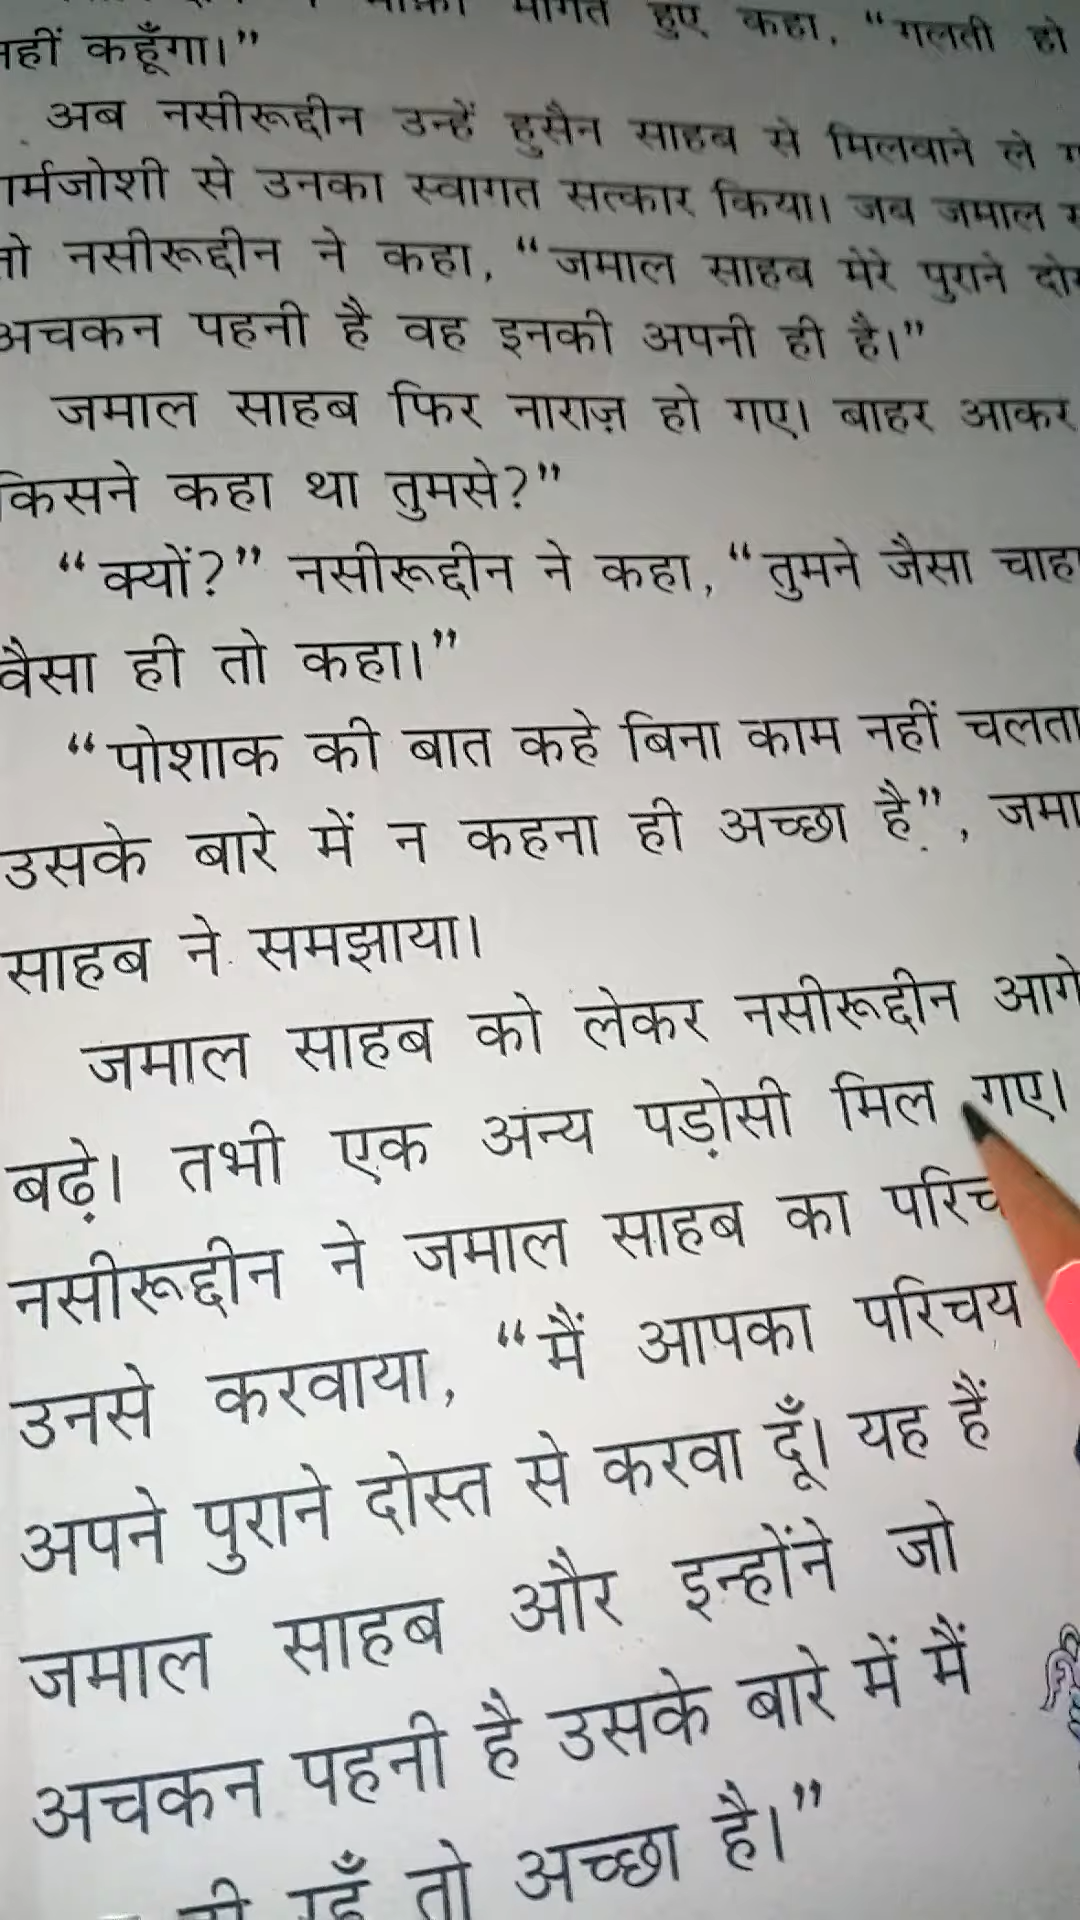 हुए कहा, “गलती हो
नहीं कहूँगा।”
अब नसीरूद्दीन उन्हें हुसैन साहब से मिलवाने ले
गर्मजोशी से उनका स्वागत सत्कार किया। जब जमाल
नसीरूद्दीन ने कहा, “जमाल साहब मेरे पुराने
अचकन पहनी है वह इनकी अपनी ही है।”
जमाल साहब फिर नाराज़ हो गए। बाहर आकर
किसने कहा था तुमसे?”
“क्यों?” नसीरूद्दीन ने कहा, “तुमने जैसा चाहा
वैसा ही तो कहा।”
“पोशाक की बात कहे बिना काम नहीं चलता
उसके बारे में न कहना ही अच्छा है”, जमा
साहब ने समझाया।
जमाल साहब को लेकर नसीरूद्दीन आगे
बढ़े। तभी एक अन्य पड़ोसी मिल गए।
नसीरूद्दीन ने जमाल साहब का परिच
उनसे करवाया, “मैं आपका परिचय
अपने पुराने दोस्त से करवा दूँ। यह हैं
जमाल साहब और इन्होंने जो
अचकन पहनी है उसके बारे में मैं
तो अच्छा है।”